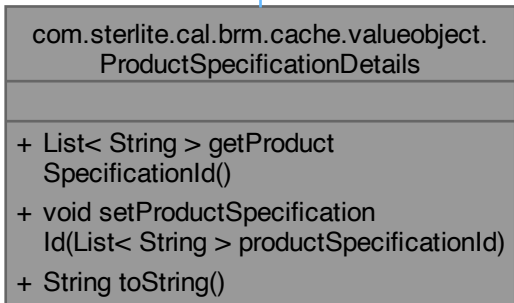 com.sterlite.cal.brm.cache.valueobject.
ProductSpecificationDetails
+ List< String > getProduct
SpecificationId()
+ void setProductSpecification
Id(List< String > productSpecificationId)
+ String toString()